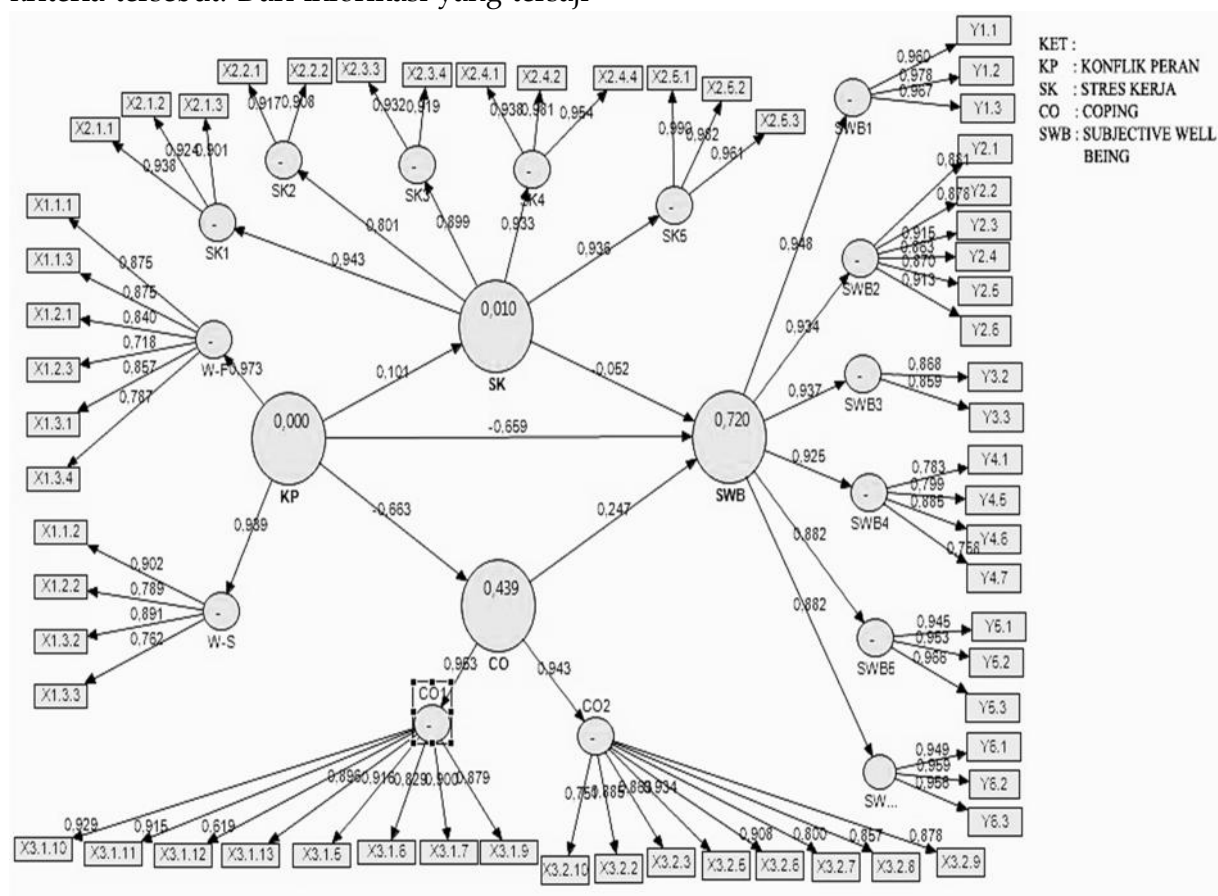 kriteria tersebut. Dari informasi yang tersaji
X2.2.1 X2.2.2 X2.3.3 X2.3.4 X2.4.1 X2.4.2 X2.4.4 X2.5.1 X2.5.2 X2.5.3
X2.1.1 X2.1.2 X2.1.3
0,938 0,924 0,901
0,917 0,908
0,932 0,919
0,938 0,981 0,954
0,990 0,982 0,961
SK1 SK2 SK3 SK4 SK5
0,943 0,801 0,899 0,933 0,936
X1.1.1
X1.1.3
X1.2.1
X1.2.3
X1.3.1
X1.3.4
0,875
0,875
0,840
0,718
0,857
0,787
W-F
0,973
0,010
SK
0,101
0,052
0,000
KP
-0,659
0,720
SWB
0,939
-0,663
0,247
X1.1.2
X1.2.2
X1.3.2
X1.3.3
0,902
0,789
0,891
0,762
W-S
0,439
CO
0,943
CO1
CO2
0,929 0,915 0,619 0,896 0,916 0,829 0,900 0,879
X3.1.10 X3.1.11 X3.1.12 X3.1.13 X3.1.5 X3.1.6 X3.1.7 X3.1.9
0,934 0,908 0,800 0,857 0,878
X3.2.10 X3.2.2 X3.2.3 X3.2.5 X3.2.6 X3.2.7 X3.2.8 X3.2.9
0,948
0,934
0,937
0,925
0,882
0,882
SWB1
0,960
0,978
0,967
Y1.1
Y1.2
Y1.3
SWB2
0,881
0,878
0,915
0,863
0,870
0,913
Y2.1
Y2.2
Y2.3
Y2.4
Y2.5
Y2.6
SWB3
0,868
0,859
Y3.2
Y3.3
SWB4
0,783
0,799
0,885
Y4.1
Y4.5
Y4.6
Y4.7
SWB5
0,945
0,953
0,966
Y5.1
Y5.2
Y5.3
SW...
0,949
0,959
0,958
Y6.1
Y6.2
Y6.3
KET :
KP : KONFLIK PERAN
SK : STRES KERJA
CO : COPING
SWB : SUBJECTIVE WELL
BEING